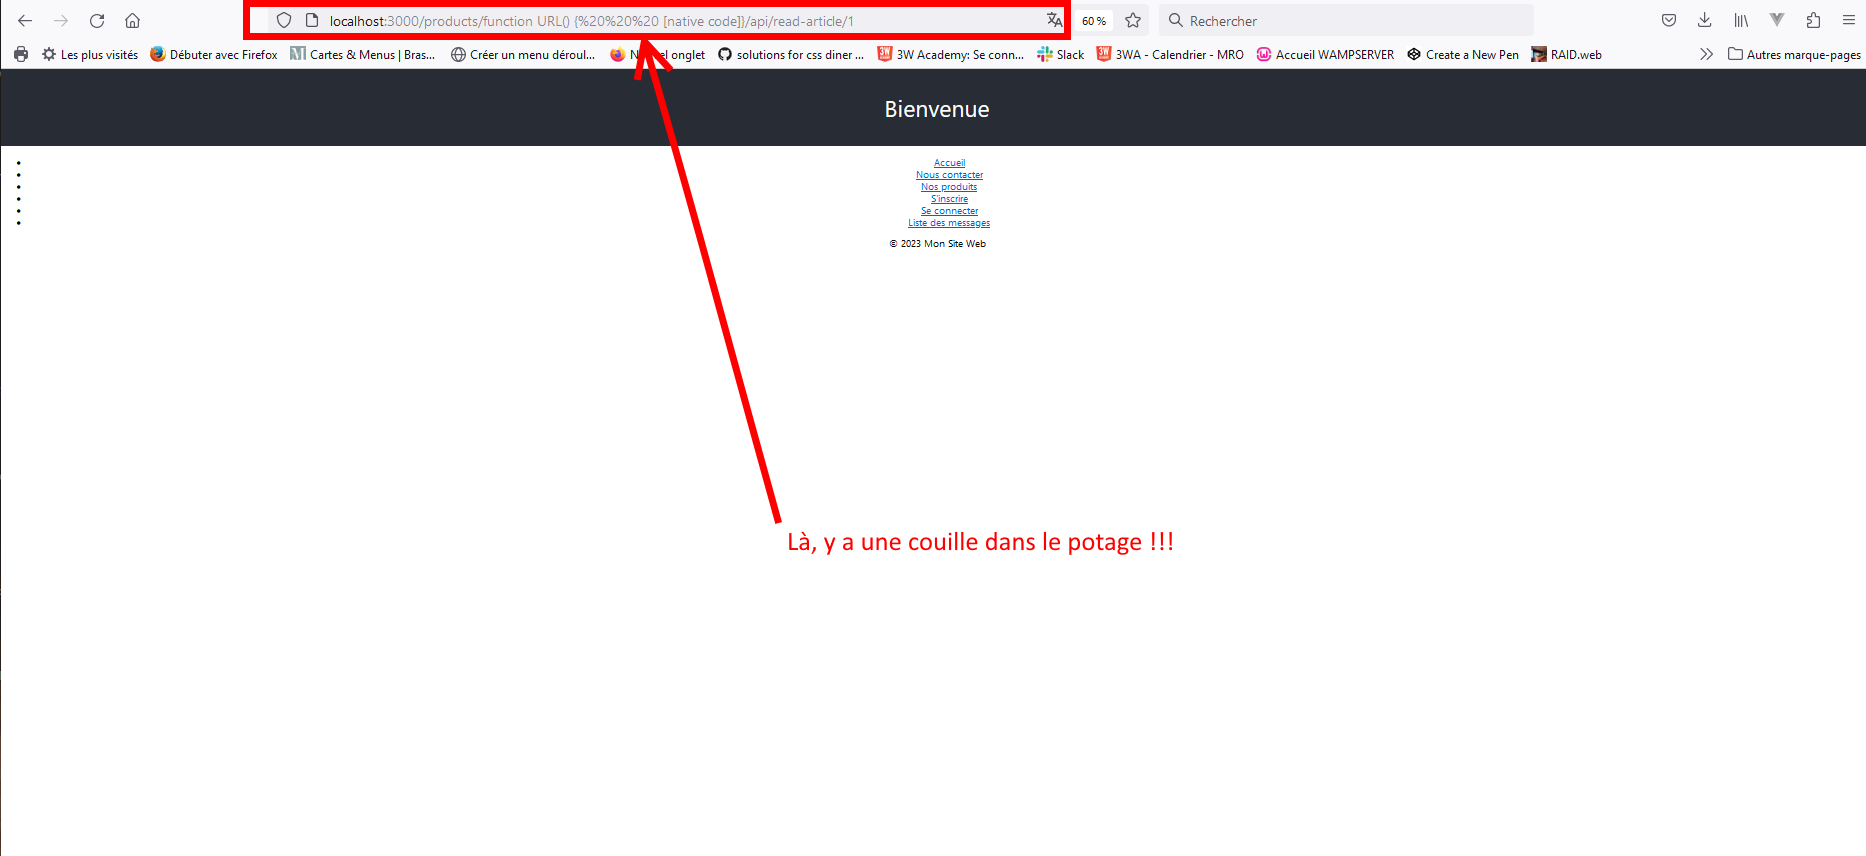 localhost:3000/products/function URL() {%20%20%20 [native code]}/api/read-article/1
60 %
Rechercher
Les plus visités
Débuter avec Firefox
Cartes & Menus | Bras...
Créer un menu déroul...
el onglet
solutions for css diner ...
3W Academy: Se conn...
Slack
3WA - Calendrier - MRO
Accueil WAMPSERVER
Create a New Pen
RAID.web
Autres marque-pages
Bienvenue
Accueil
Nous contacter
Nos produits
S'inscrire
Se connecter
Liste des messages
© 2023 Mon Site Web
Là, y a une couille dans le potage !!!